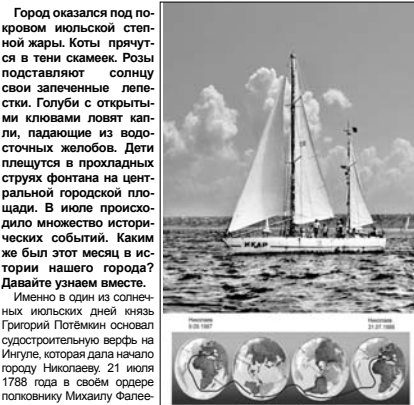 Город оказался под по-
кровом июльской степ-
ной жары. Коты прячут-
ся в тени скамеек. Розы
подставляют солнцу
свои запеченные лепе-
стки. Голуби с открыты-
ми клювами ловят кап-
ли, падающие из водо-
сточных желобов. Дети
плещутся в прохладных
струях фонтана на цент-
ральной городской пло-
щади. В июле происхо-
дило множество истори-
ческих событий. Каким
же был этот месяц в ис-
тории нашего города?
Давайте узнаем вместе.
Именно в один из солнеч-
ных июльских дней князь
Григорий Потёмкин основал
судостроительную верфь на
Ингуле, которая дала начало
городу Николаеву. 21 июля
1788 года в своём ордере
полковнику Михаилу Фалее-
ИКАР
Николаев
Николаев